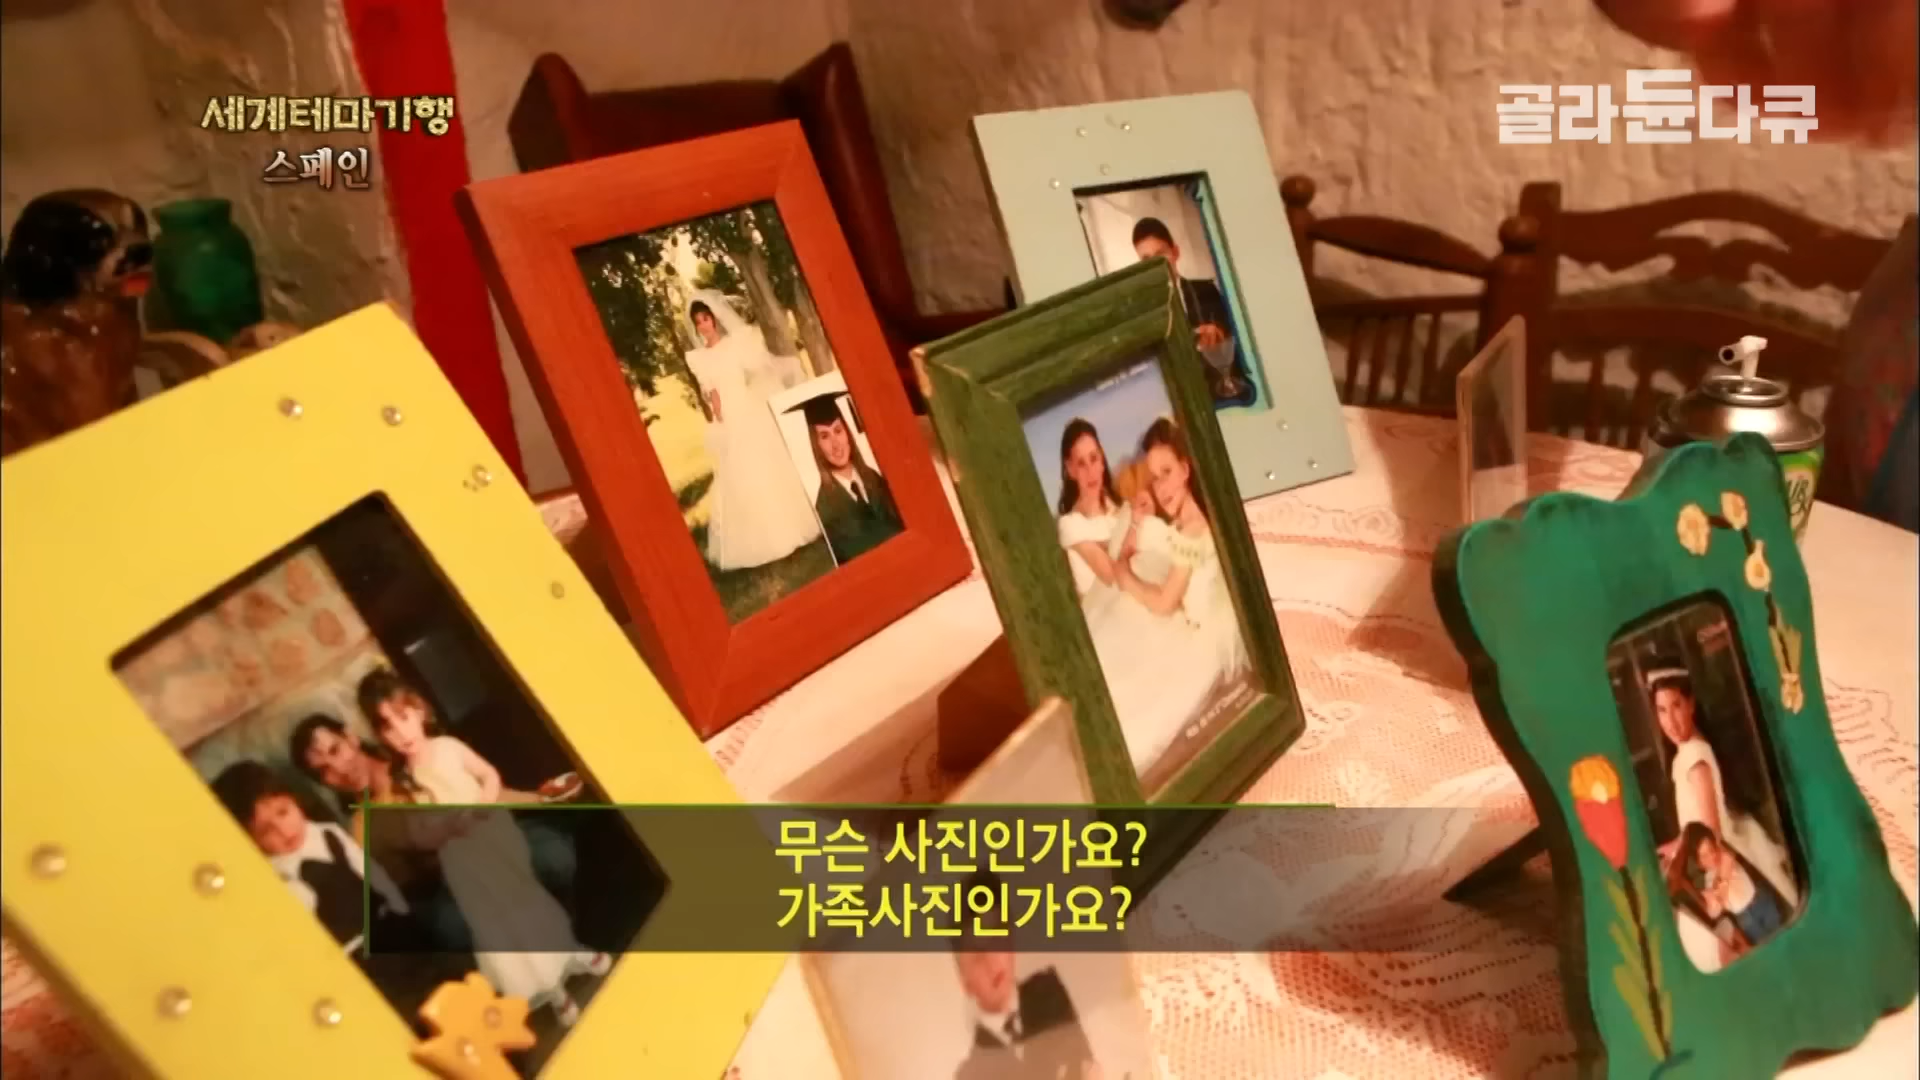 세계테마기행
스페인
골라듄다큐
무슨 사진인가요?
가족사진인가요?